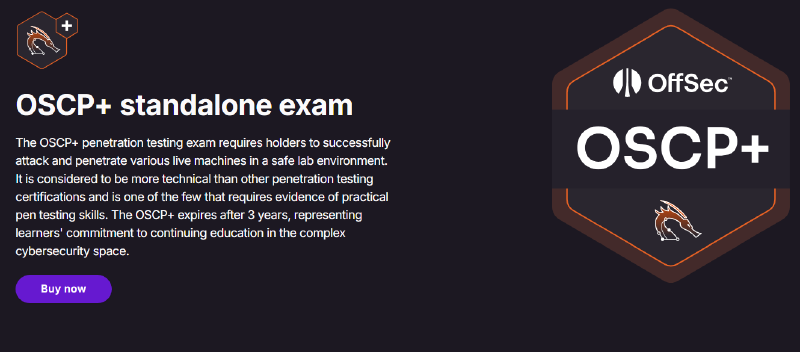 +
OSCP+ standalone exam
The OSCP+ penetration testing exam requires holders to successfully
attack and penetrate various live machines in a safe lab environment.
It is considered to be more technical than other penetration testing
certifications and is one of the few that requires evidence of practical
pen testing skills. The OSCP+ expires after 3 years, representing
learners' commitment to continuing education in the complex
cybersecurity space.
Buy now
OffSec™
OSCP+